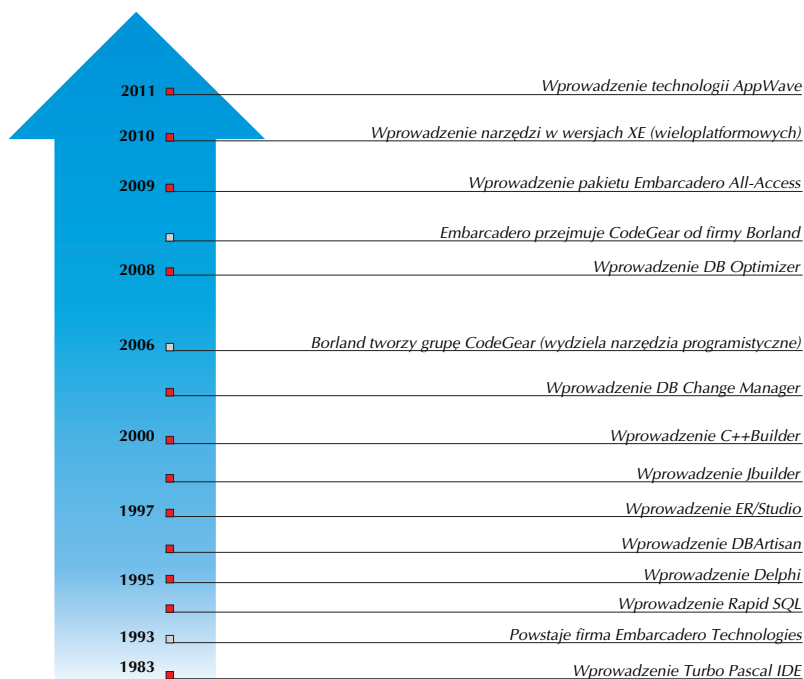 2011 Wprowadzenie technologii AppWave
2010 Wprowadzenie narzędzi w wersjach XE (wieloplatformowych)
2009 Wprowadzenie pakietu Embarcadero All-Access
Embarcadero przejmuje CodeGear od firmy Borland
2008 Wprowadzenie DB Optimizer
2006 Borland tworzy grupę CodeGear (wydziela narzędzia programistyczne)
Wprowadzenie DB Change Manager
2000 Wprowadzenie C++Builder
Wprowadzenie Jbuilder
1997 Wprowadzenie ER/Studio
Wprowadzenie DBArtisan
1995 Wprowadzenie Delphi
Wprowadzenie Rapid SQL
1993 Powstaje firma Embarcadero Technologies
1983 Wprowadzenie Turbo Pascal IDE